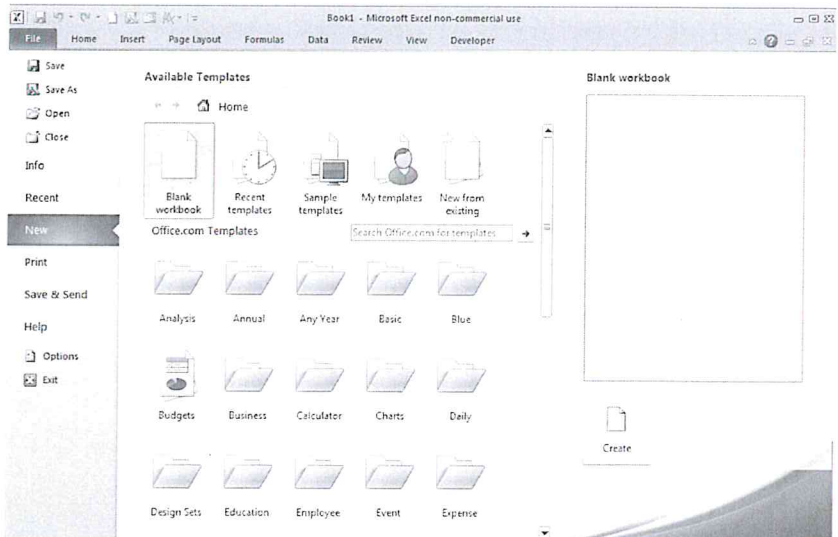 Book1 - Microsoft Excel non-commercial use
File Home Insert Page Layout Formulas Data Review View Developer
Save
Save As
Open
Close
Info
Recent
New
Print
Save & Send
Help
Options
Exit
Available Templates
Home
Blank workbook
Recent templates
Sample templates
My templates
New from existing
Office.com Templates
Search Office.com for templates
Analysis Annual Any Year Basic Blue
Budgets Business Calculator Charts Daily
Design Sets Education Employee Event Expense
Blank workbook
Create